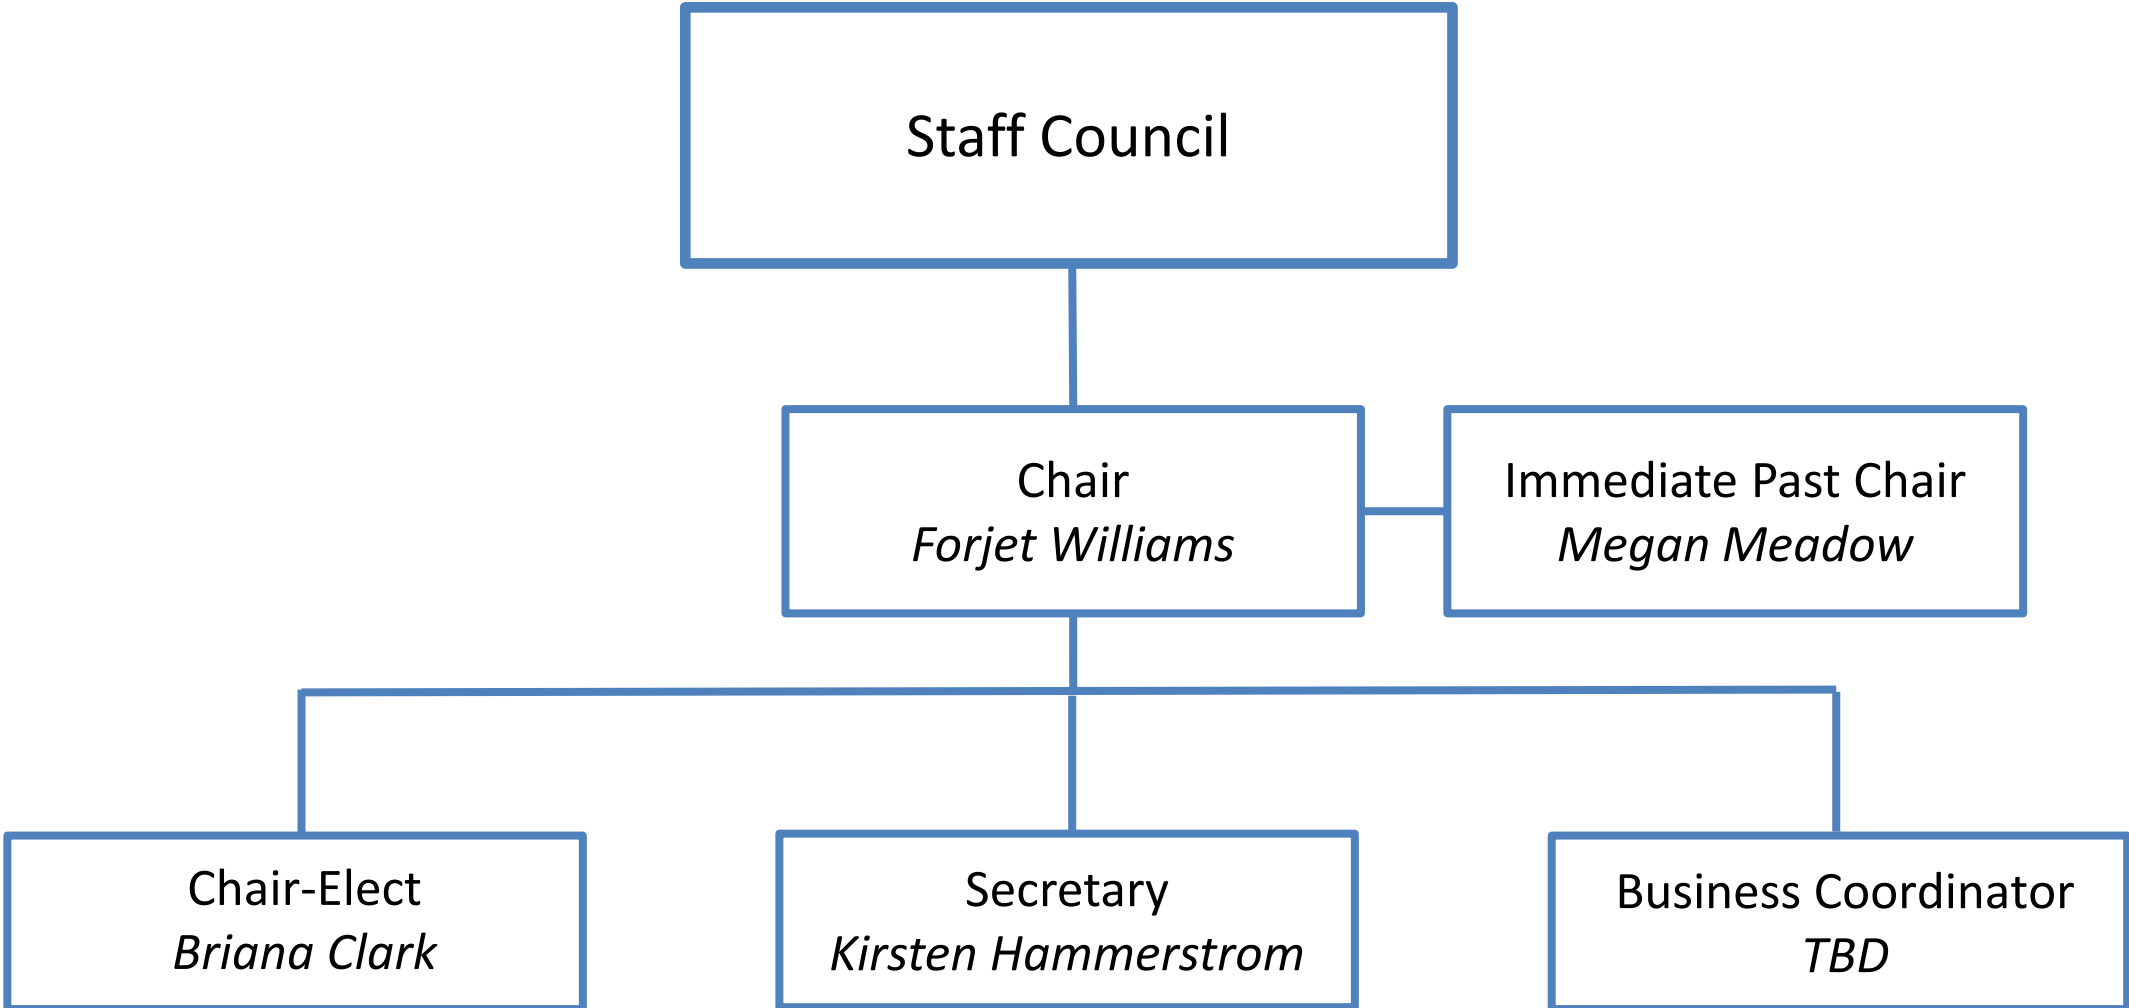 Staff Council
Chair
Forjet Williams
Immediate Past Chair
Megan Meadow
Chair-Elect
Briana Clark
Secretary
Kirsten Hammerstrom
Business Coordinator
TBD